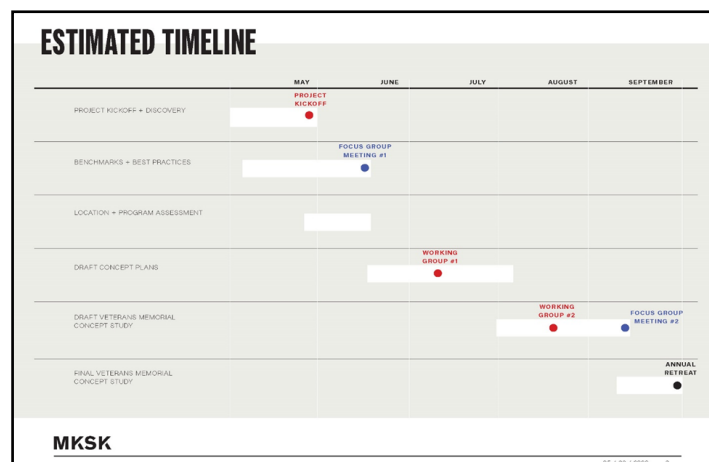 ESTIMATED TIMELINE
MAY JUNE JULY AUGUST SEPTEMBER
PROJECT KICKOFF + DISCOVERY
PROJECT
KICKOFF
BENCHMARKS + BEST PRACTICES
FOCUS GROUP
MEETING #1
LOCATION + PROGRAM ASSESSMENT
DRAFT CONCEPT PLANS
WORKING
GROUP #1
DRAFT VETERANS MEMORIAL
CONCEPT STUDY
WORKING
GROUP #2
FOCUS GROUP
MEETING #2
FINAL VETERANS MEMORIAL
CONCEPT STUDY
ANNUAL
RETREAT
MKSK